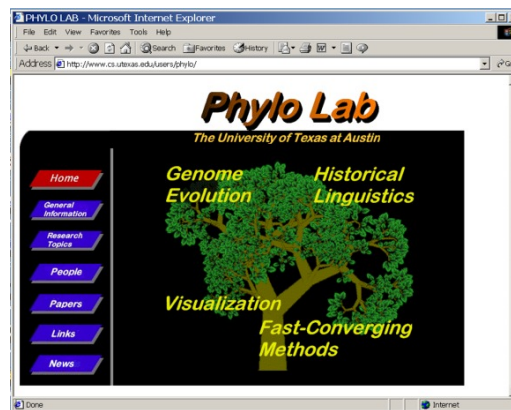 PHYLO LAB - Microsoft Internet Explorer
File Edit View Favorites Tools Help
Back Search Favorites History
Address http://www.cs.utexas.edu/users/phylo/
Phylo Lab
The University of Texas at Austin
Home
General
Information
Research
Topics
People
Papers
Links
News
Genome
Evolution
Historical
Linguistics
Visualization
Fast-Converging
Methods
Done Internet